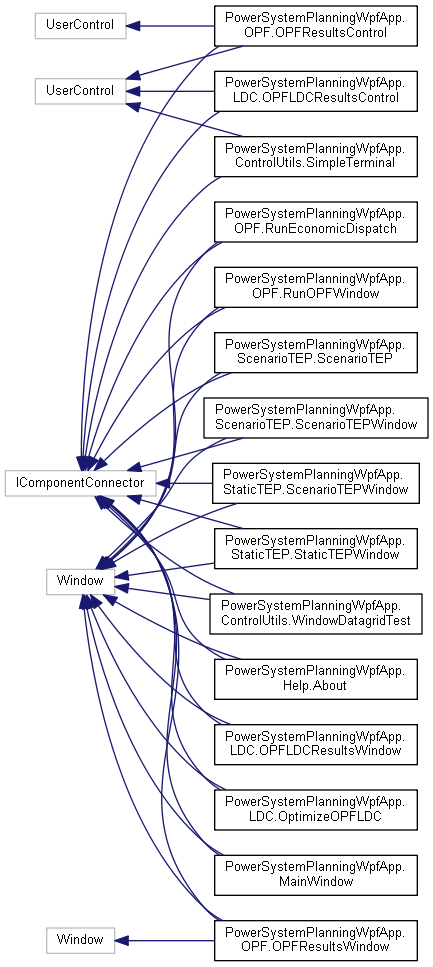 UserControl
PowerSystemPlanningWpfApp.
OPF.OPFResultsControl
UserControl
PowerSystemPlanningWpfApp.
LDC.OPFLDCResultsControl
PowerSystemPlanningWpfApp.
ControlUtils.SimpleTerminal
PowerSystemPlanningWpfApp.
OPF.RunEconomicDispatch
PowerSystemPlanningWpfApp.
OPF.RunOPFWindow
PowerSystemPlanningWpfApp.
ScenarioTEP.ScenarioTEP
PowerSystemPlanningWpfApp.
ScenarioTEP.ScenarioTEPWindow
IComponentConnector
PowerSystemPlanningWpfApp.
StaticTEP.ScenarioTEPWindow
PowerSystemPlanningWpfApp.
StaticTEP.StaticTEPWindow
Window
PowerSystemPlanningWpfApp.
ControlUtils.WindowDatagridTest
PowerSystemPlanningWpfApp.
Help.About
PowerSystemPlanningWpfApp.
LDC.OPFLDCResultsWindow
PowerSystemPlanningWpfApp.
LDC.OptimizeOPFLDC
PowerSystemPlanningWpfApp.
MainWindow
Window
PowerSystemPlanningWpfApp.
OPF.OPFResultsWindow